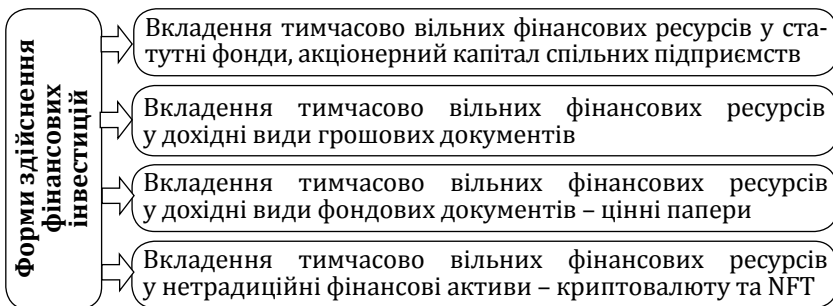 Форми здійснення
фінансових
інвестицій
Вкладення тимчасово вільних фінансових ресурсів у ста-
тутні фонди, акціонерний капітал спільних підприємств
Вкладення тимчасово вільних фінансових ресурсів
у дохідні види грошових документів
Вкладення тимчасово вільних фінансових ресурсів
у дохідні види фондових документів – цінні папери
Вкладення тимчасово вільних фінансових ресурсів
у нетрадиційні фінансові активи – криптовалюту та NFT